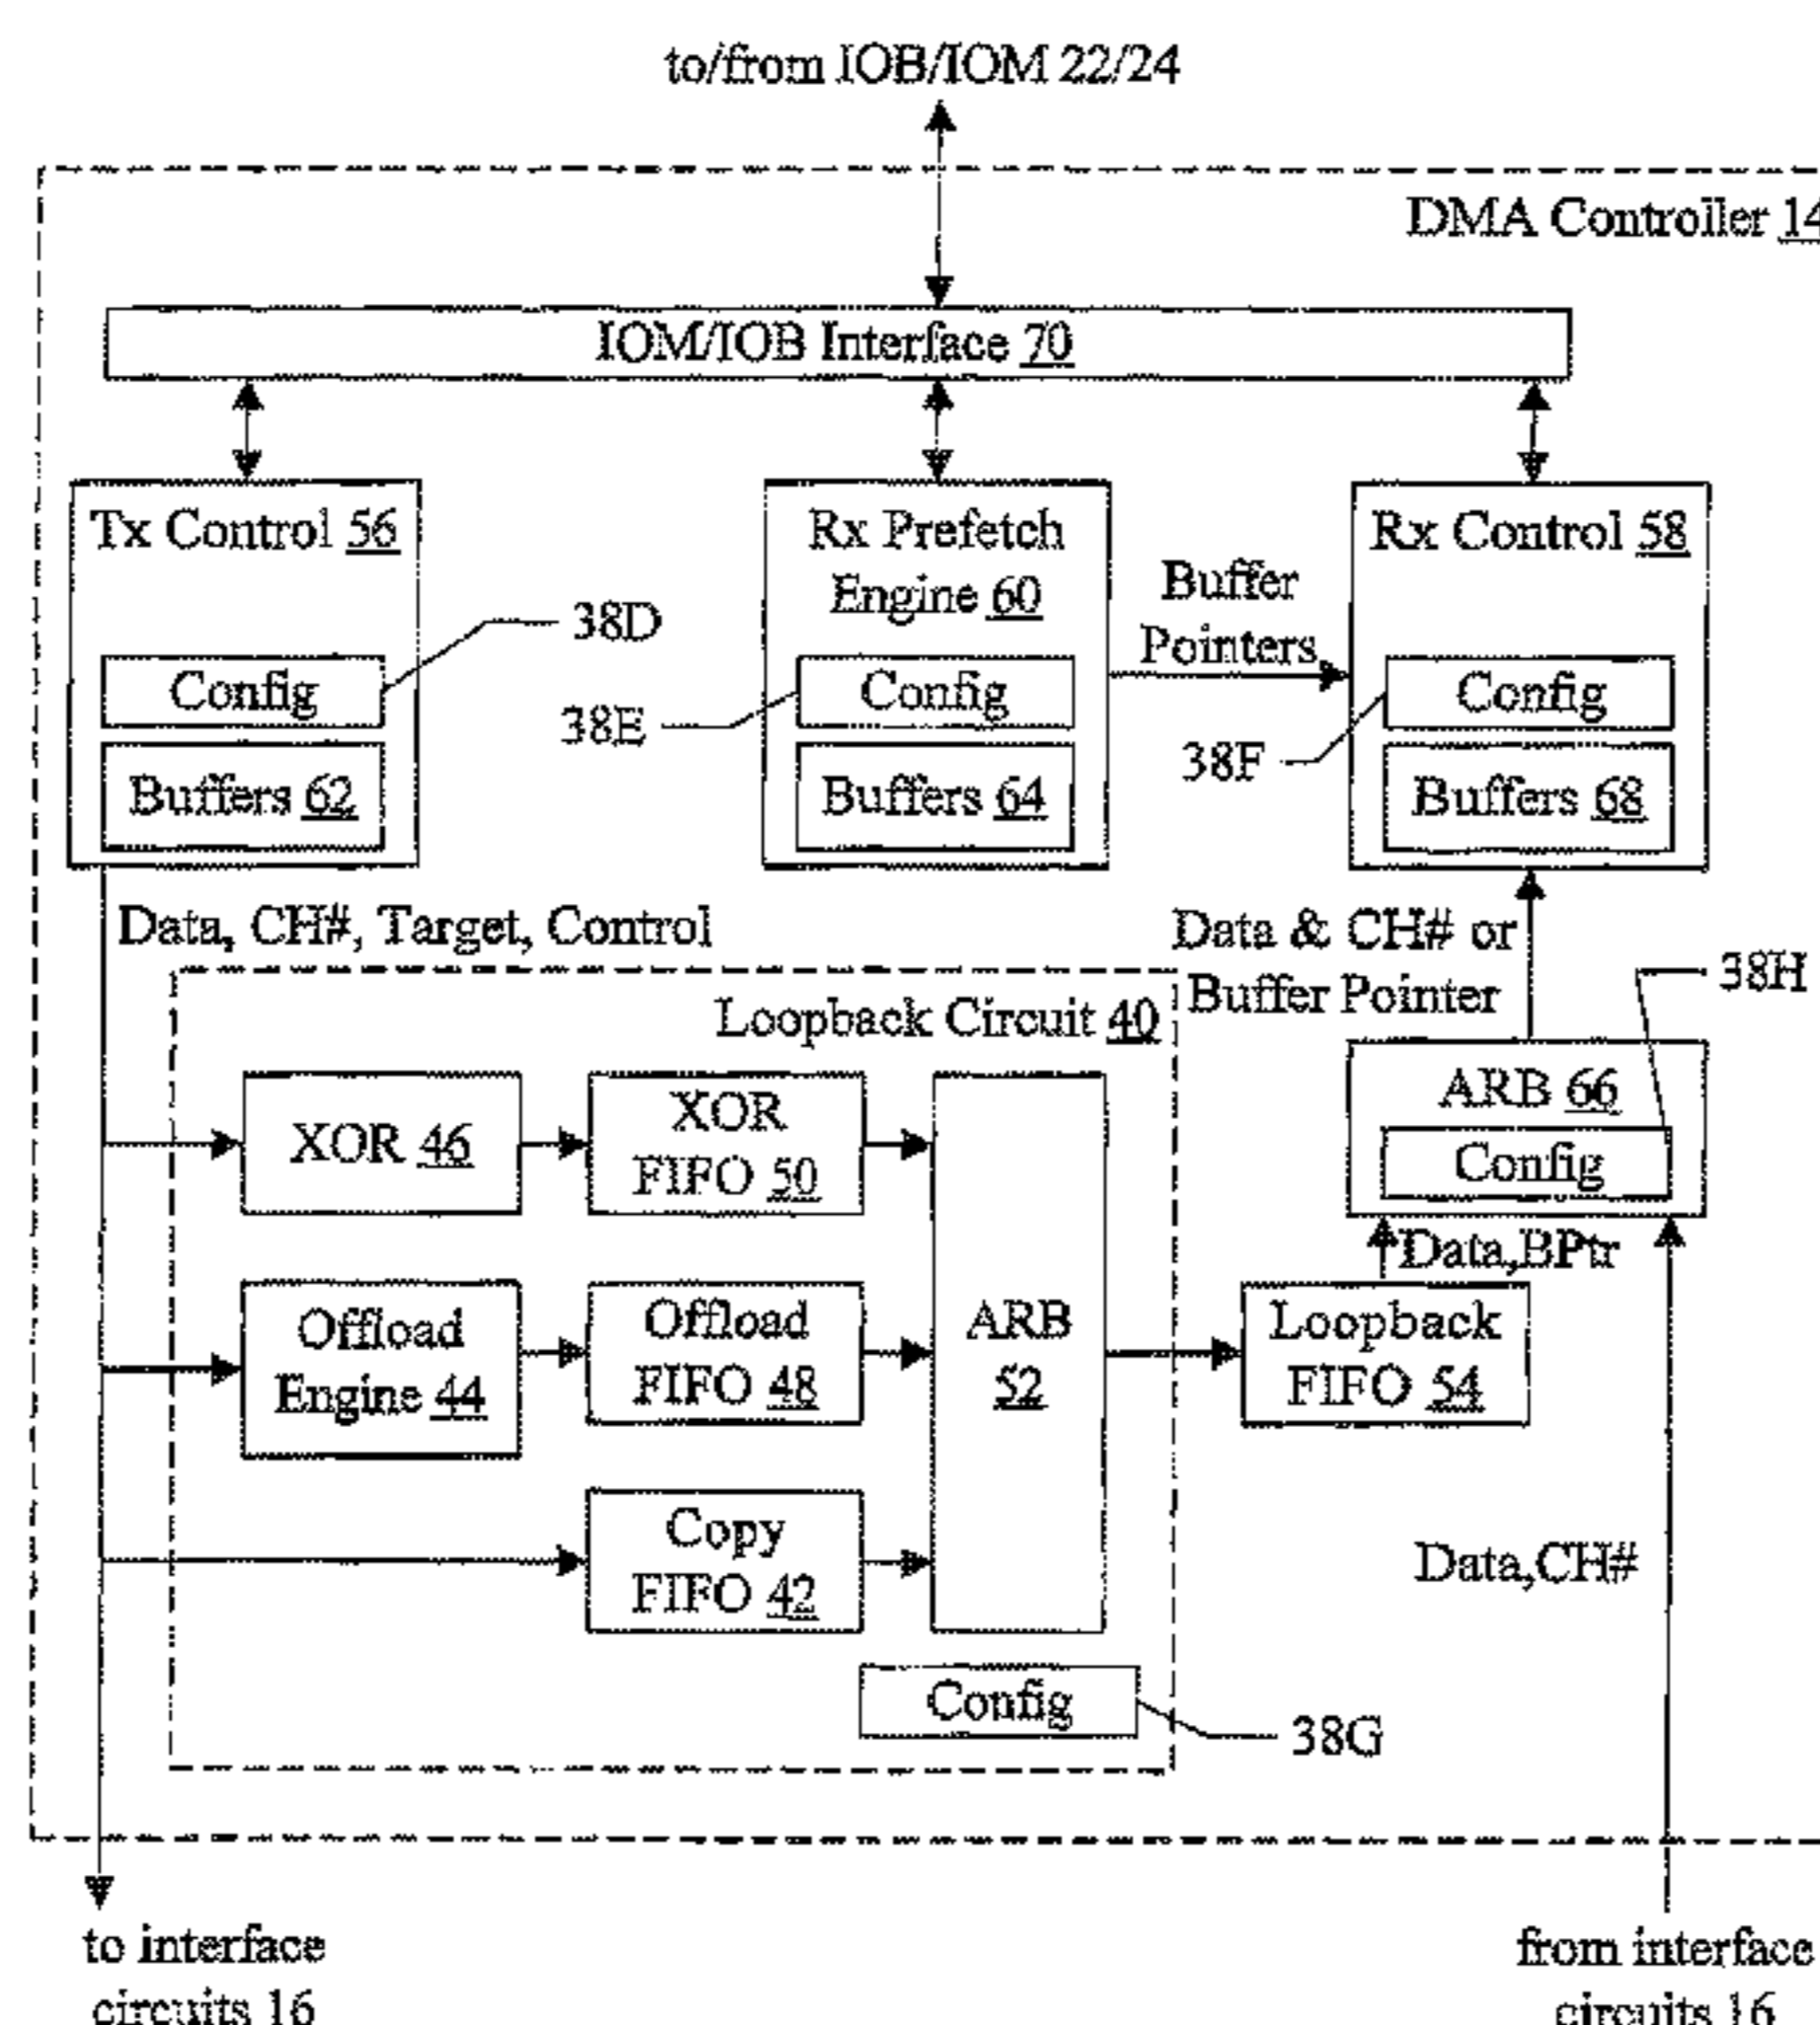 to/from IOB/IOM 22/24
DMA Controller 14
IOM/IOB Interface 70
Tx Control 56
Config
Buffers 62
38D
Rx Prefetch
Engine 60
Config
Buffers 64
38E
Buffer
Pointers
Rx Control 58
Config
Buffers 68
38F
Data, CH#, Target, Control
Data & CH# or
Buffer Pointer
38H
Loopback Circuit 40
XOR 46
XOR
FIFO 50
ARB 66
Config
Data,BPtr
Offload
Engine 44
Offload
FIFO 48
ARB
52
Loopback
FIFO 54
Copy
FIFO 42
Data,CH#
Config
38G
to interface
circuits 16
from interface
circuits 16